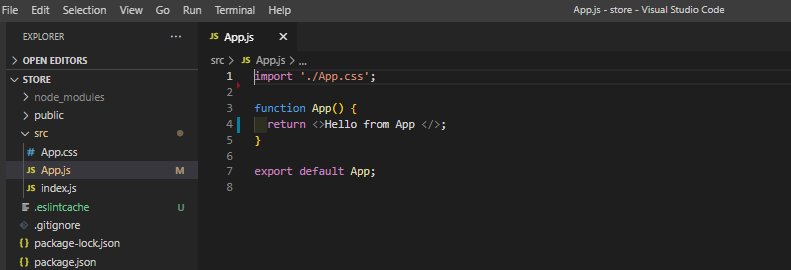 File Edit Selection View Go Run Terminal Help App.js - store - Visual Studio Code
EXPLORER ...
JS App.js ×
OPEN EDITORS
src > JS App.js > ...
STORE
node_modules
public
src
# App.css
JS App.js M
JS index.js
.eslintcache U
.gitignore
{} package-lock.json
{} package.json
1 import './App.css';
2
3 function App() {
4 return <>Hello from App </>;
5 }
6
7 export default App;
8